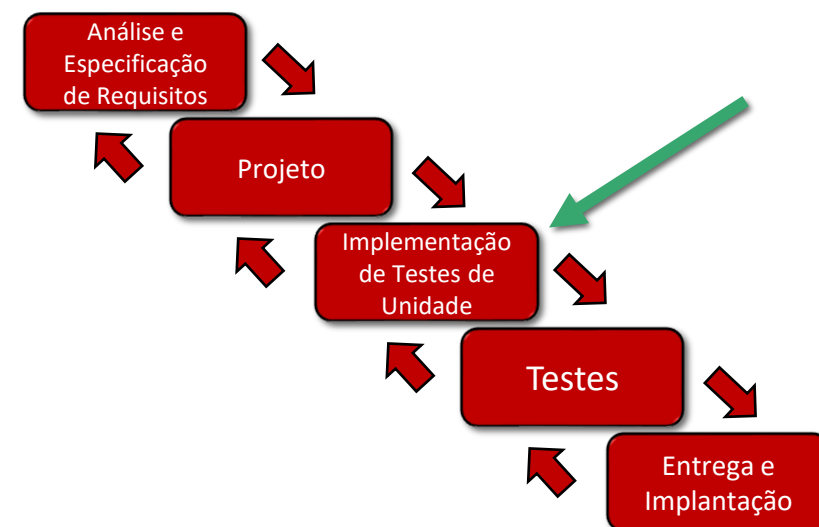 Análise e
Especificação
de Requisitos
Projeto
Implementação
de Testes de
Unidade
Testes
Entrega e
Implantação